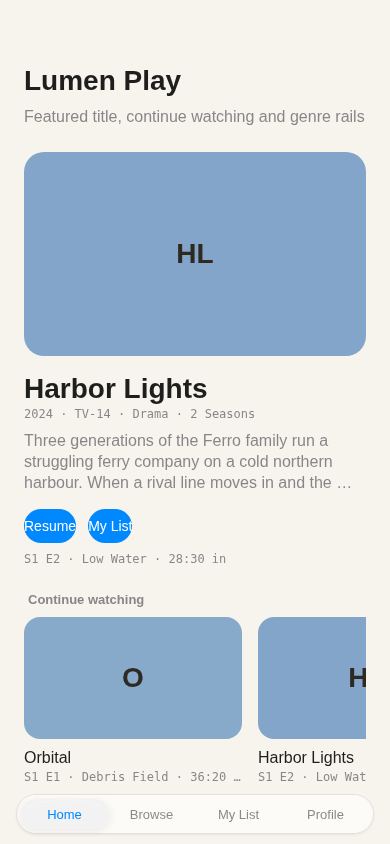 Lumen Play
Featured title, continue watching and genre rails
HL
Harbor Lights
2024 · TV-14 · Drama · 2 Seasons
Three generations of the Ferro family run a
struggling ferry company on a cold northern
harbour. When a rival line moves in and the …
Resume My List
S1 E2 · Low Water · 28:30 in
Continue watching
O H
Orbital Harbor Lights
S1 E1 · Debris Field · 36:20 … S1 E2 · Low Wat
Home Browse My List Profile